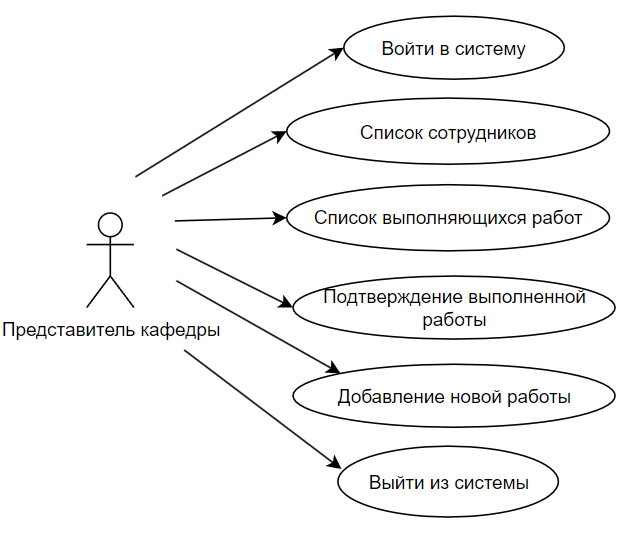 Войти в систему
Список сотрудников
Список выполняющихся работ
Подтверждение выполненной
работы
Представитель кафедры
Добавление новой работы
Выйти из системы